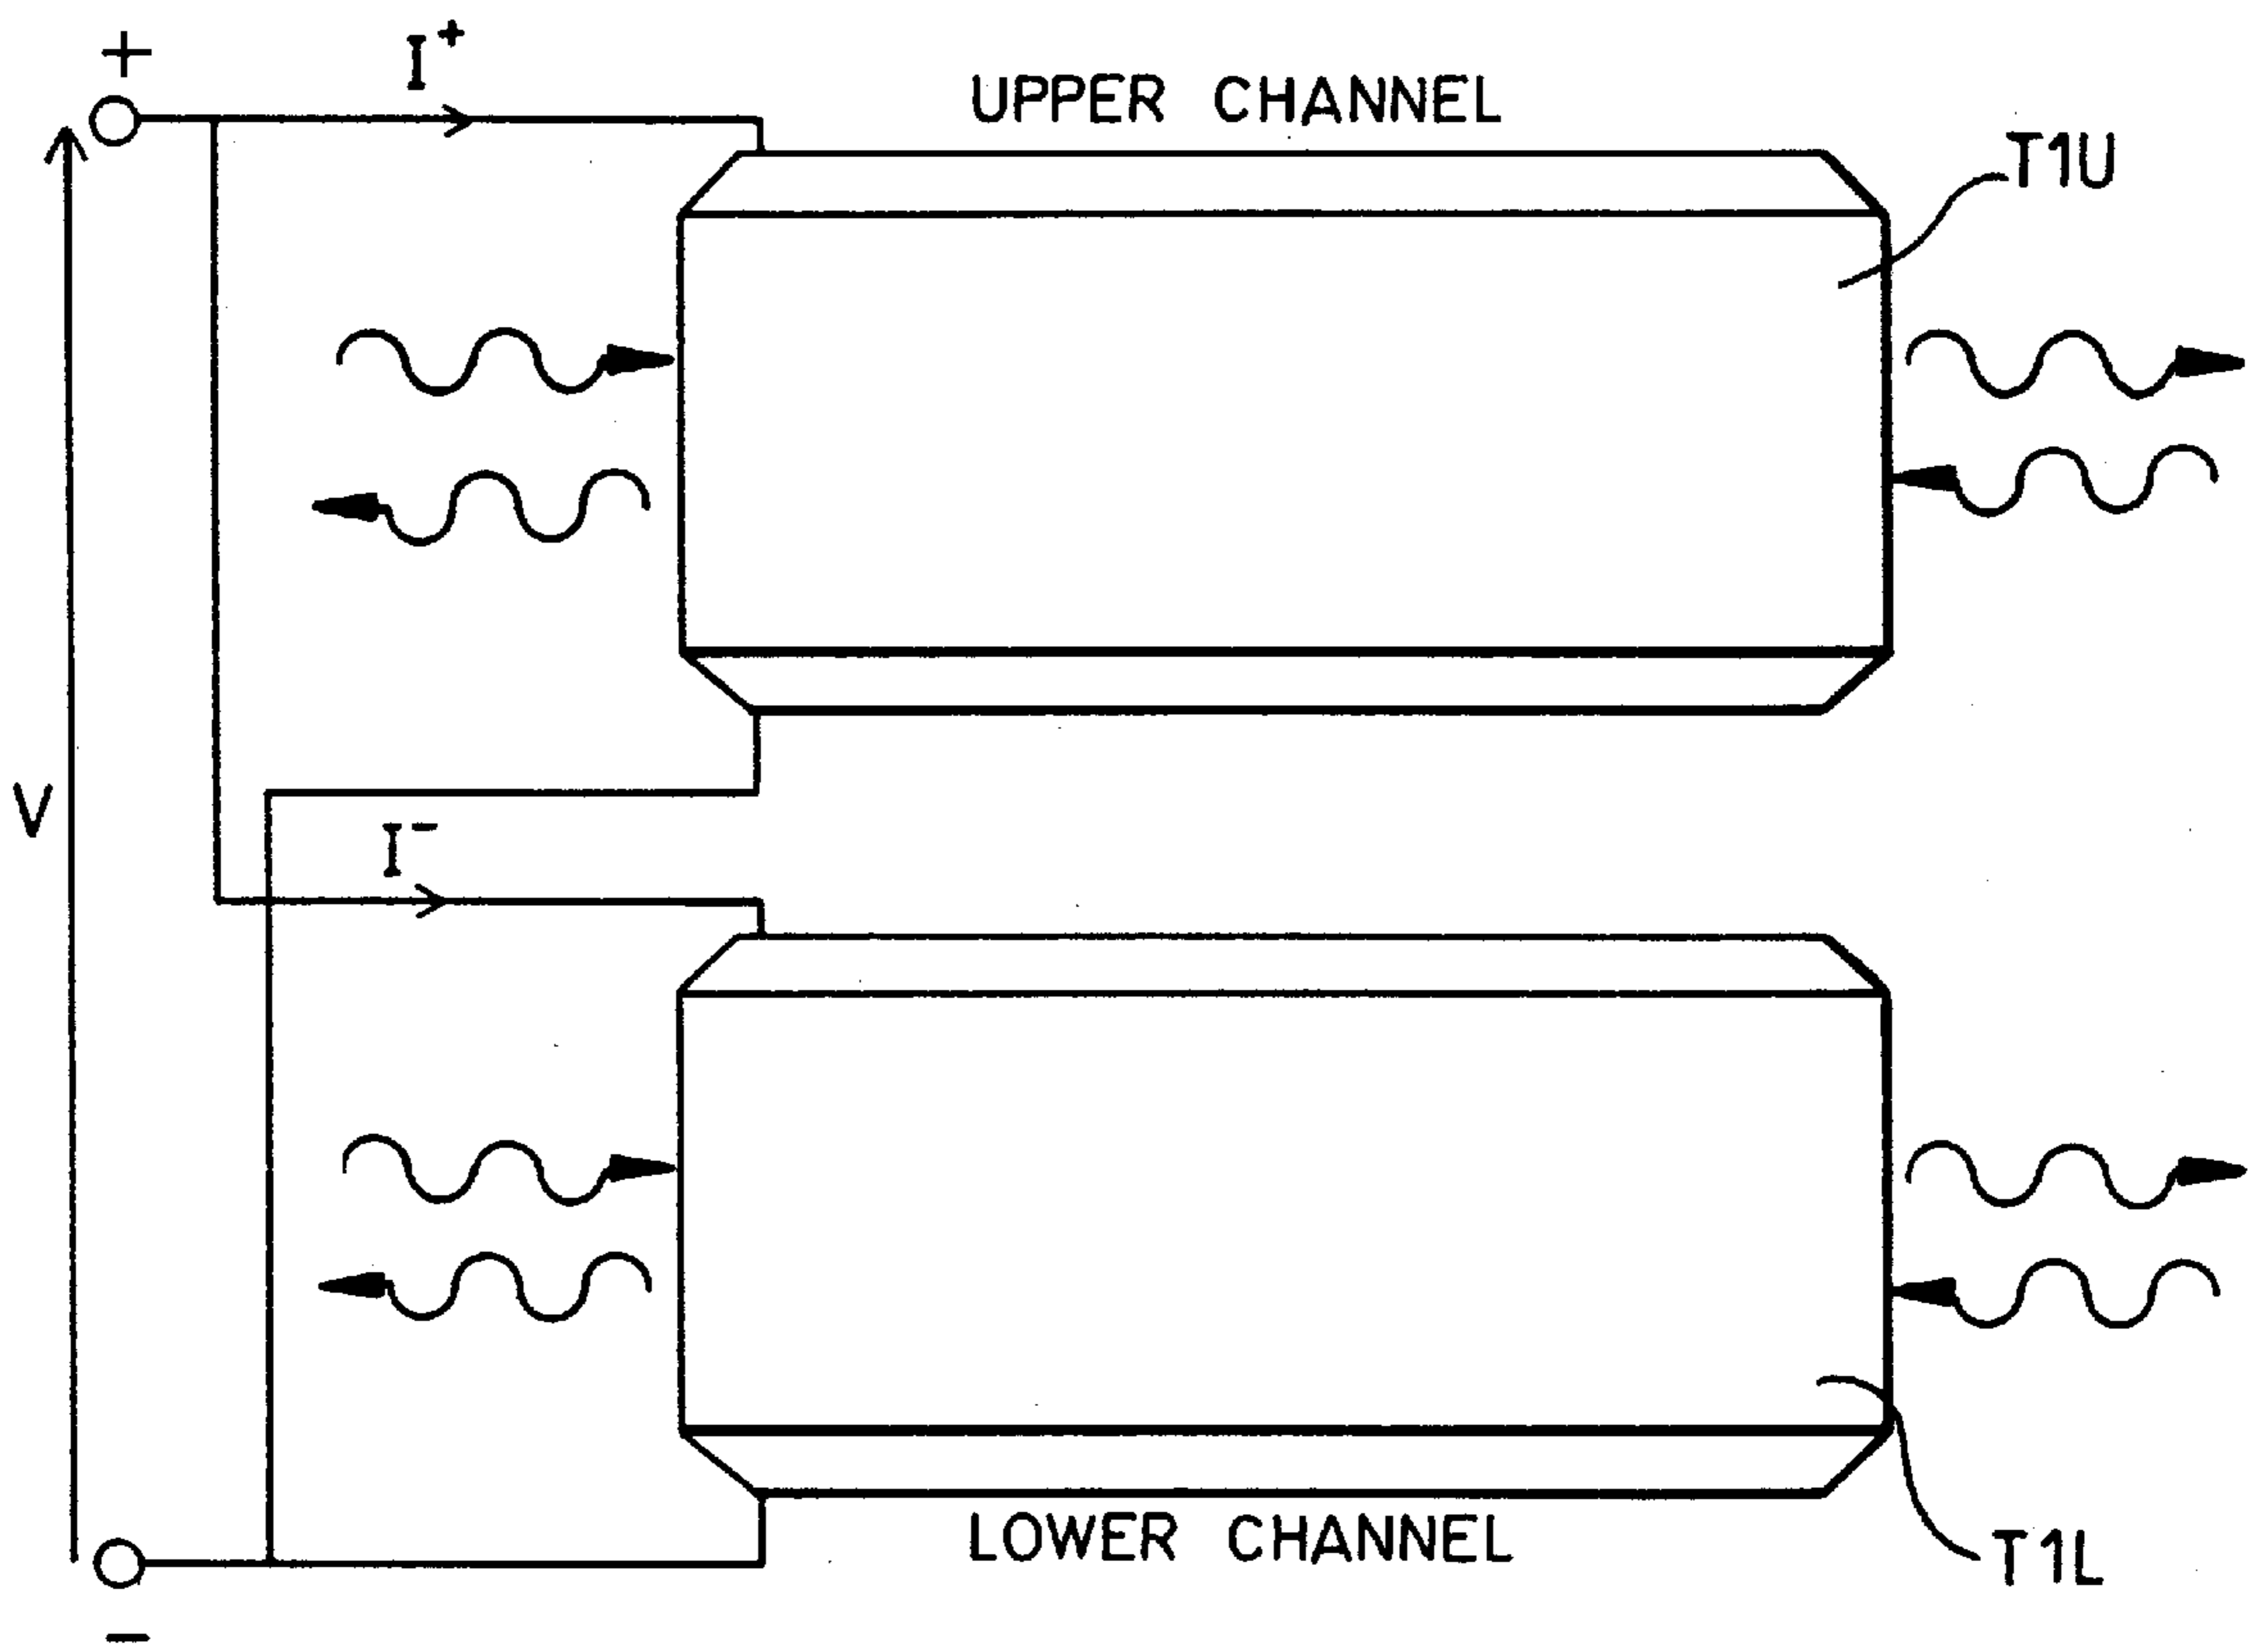 +
I⁺
UPPER CHANNEL
T1U
V
I⁻
LOWER CHANNEL
T1L
−